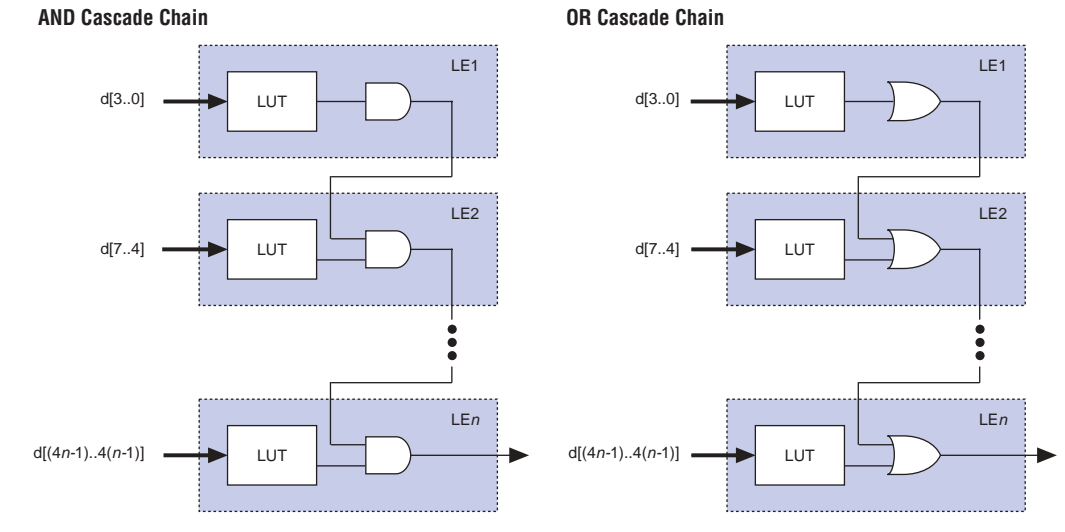 AND Cascade Chain
LE1
d[3..0]
LUT
LE2
d[7..4]
LUT
LEn
d[(4n-1)..4(n-1)]
LUT
OR Cascade Chain
LE1
d[3..0]
LUT
LE2
d[7..4]
LUT
LEn
d[(4n-1)..4(n-1)]
LUT